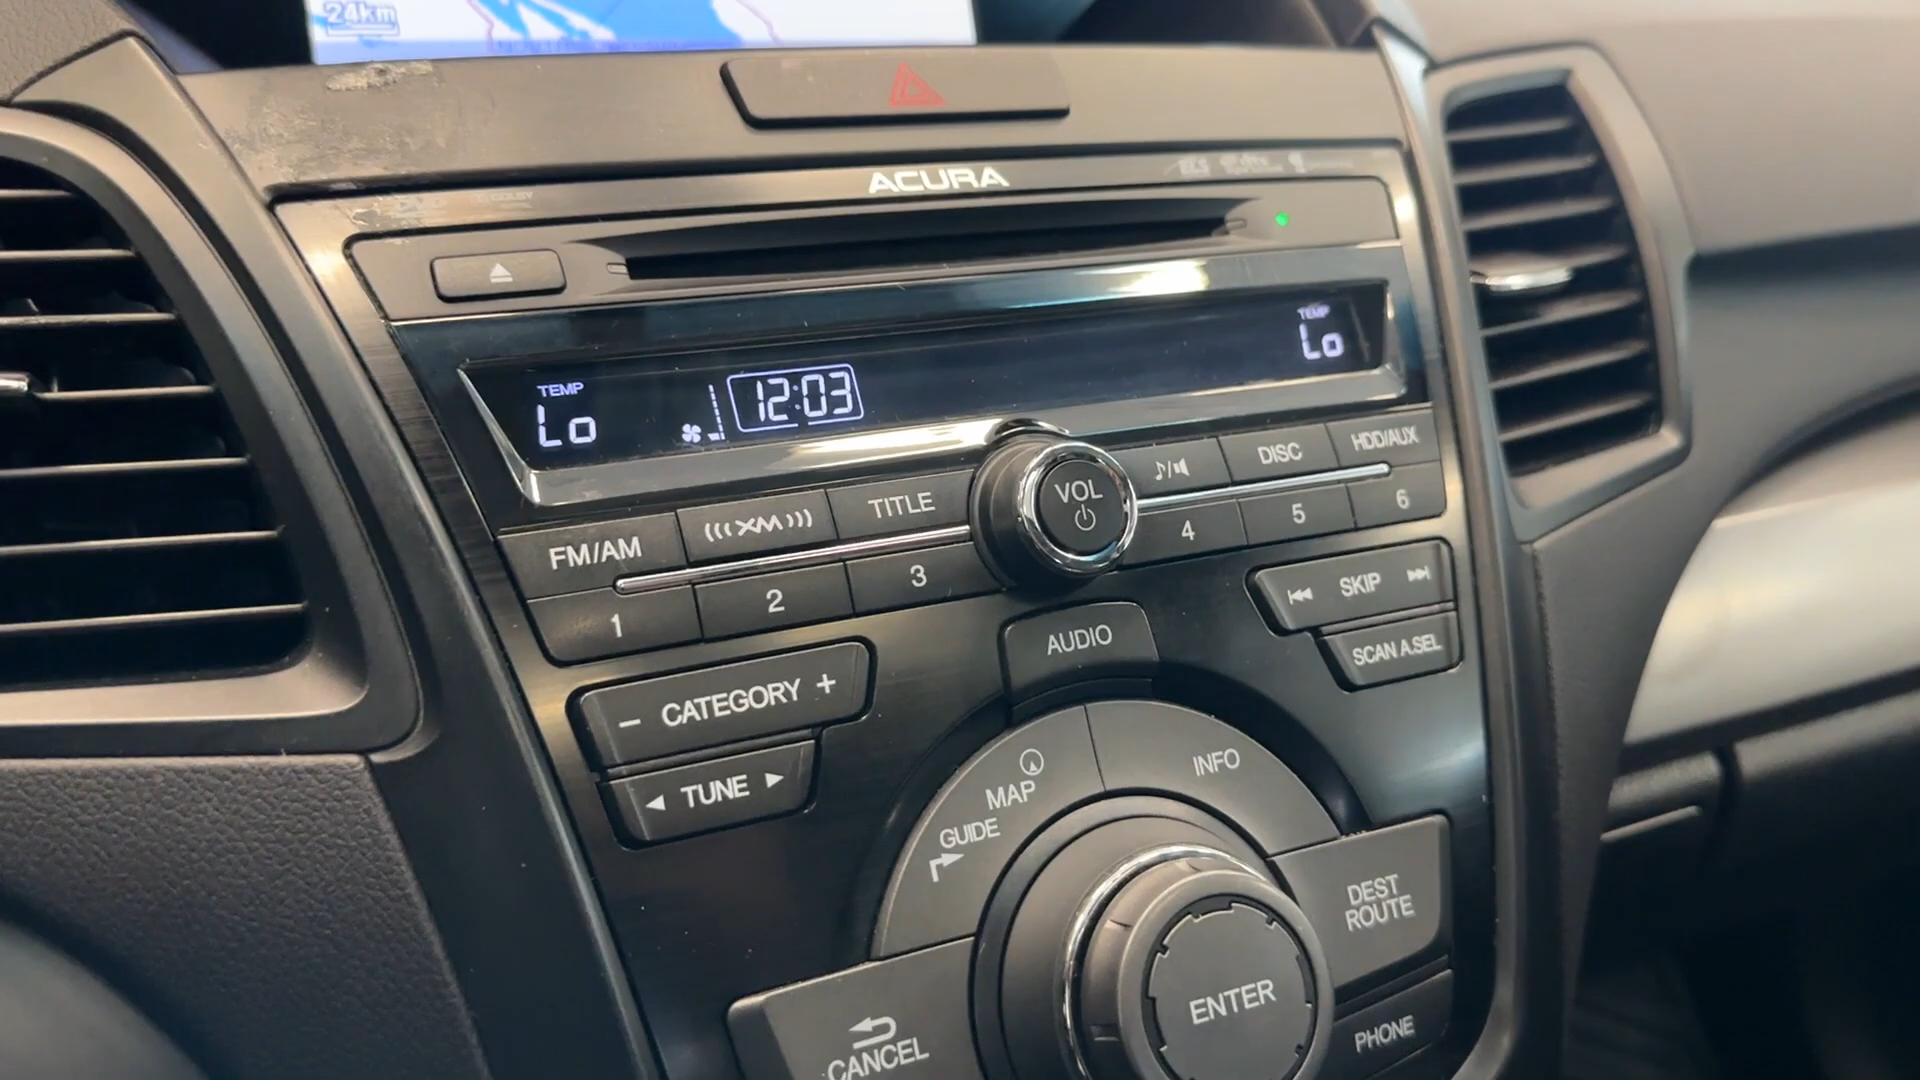 24km
ACURA
TEMP
Lo
12:03
TEMP
Lo
FM/AM
(((XM)))
TITLE
VOL
DISC
HDD/AUX
1
2
3
4
5
6
SKIP
SCAN A.SEL
AUDIO
- CATEGORY +
TUNE
MAP
GUIDE
INFO
DEST
ROUTE
ENTER
PHONE
CANCEL